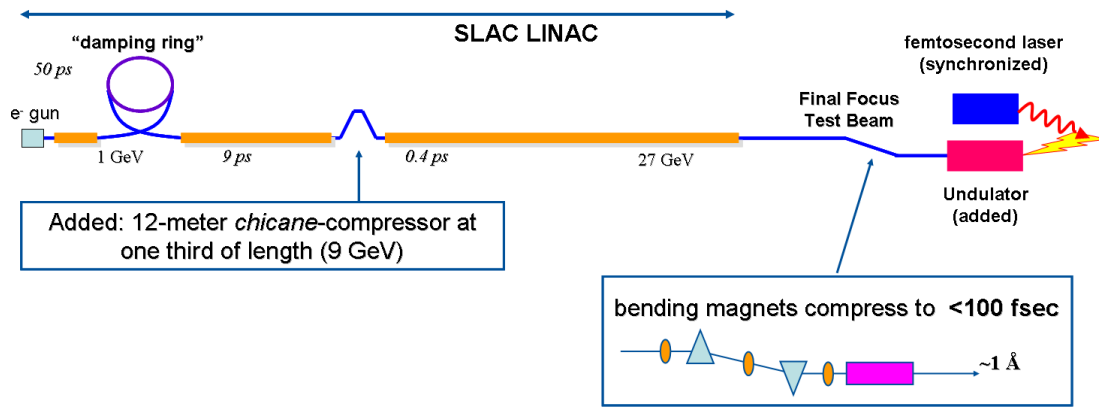 SLAC LINAC
“damping ring”
50 ps
e- gun
1 GeV
9 ps
0.4 ps
27 GeV
Final Focus
Test Beam
femtosecond laser
(synchronized)
Undulator
(added)
Added: 12-meter chicane-compressor at
one third of length (9 GeV)
bending magnets compress to <100 fsec
~1 Å